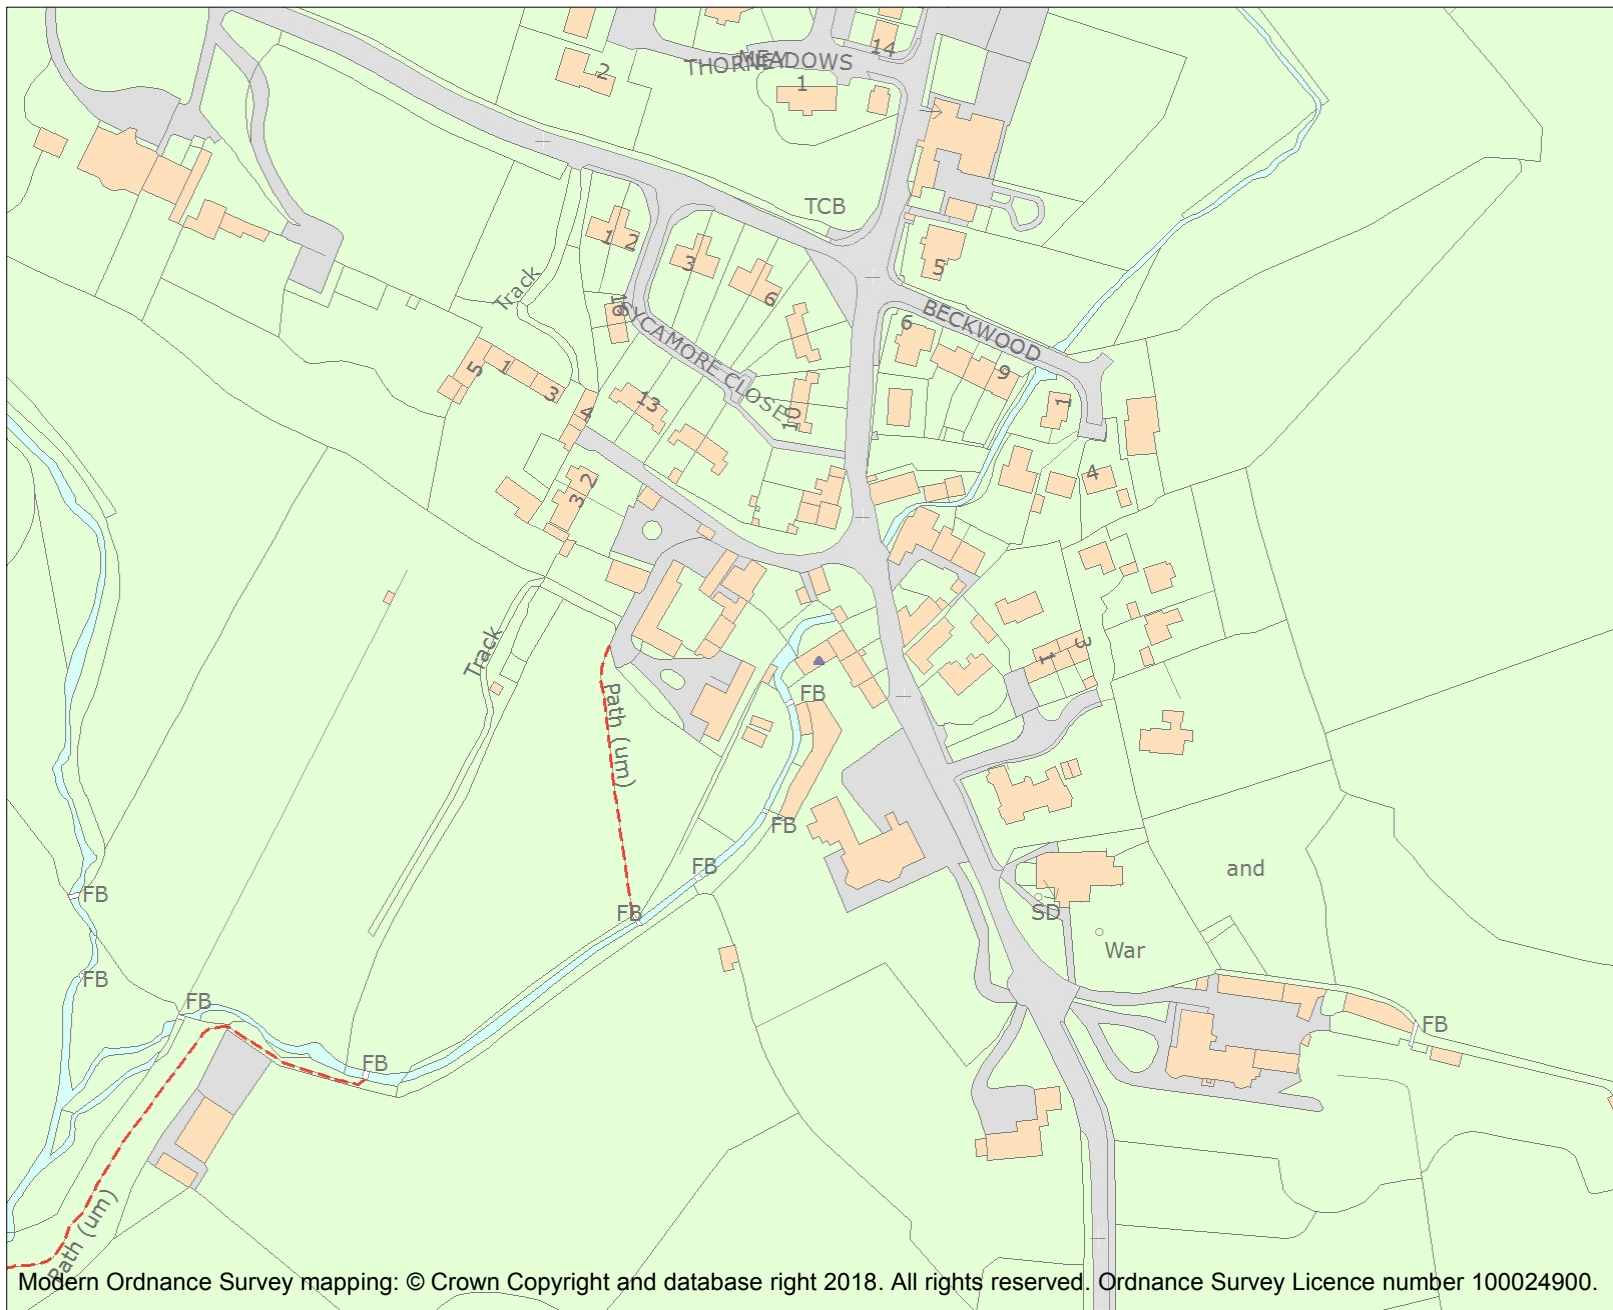 2
14
THORNEY
MEADOWS
1
TCB
1
2
3
5
6
Track
16
SYCAMORE CLOSE
BECKWOOD
6
9
5
1
3
4
13
10
1
2
3
4
Track
Path (um)
FB
1
3
FB
FB
FB
and
SD
War
FB
FB
FB
FB
FB
Path (um)
Modern Ordnance Survey mapping: © Crown Copyright and database right 2018. All rights reserved. Ordnance Survey Licence number 100024900.